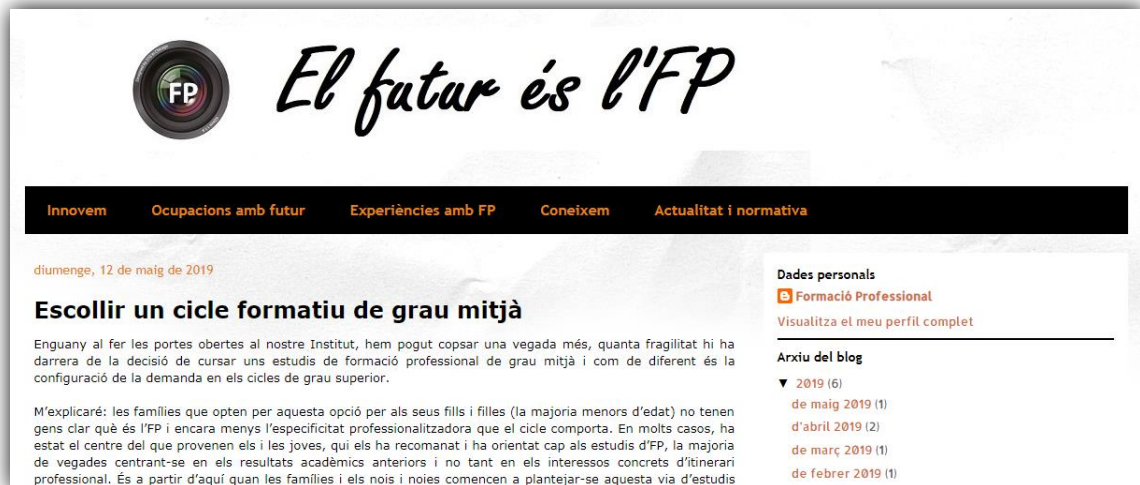 FP
El futur és l'FP
Innovem Ocupacions amb futur Experiències amb FP Coneixem Actualitat i normativa
diumenge, 12 de maig de 2019
Escollir un cicle formatiu de grau mitjà
Enguany al fer les portes obertes al nostre Institut, hem pogut copsar una vegada més, quanta fragilitat hi ha
darrera de la decisió de cursar uns estudis de formació professional de grau mitjà i com de diferent és la
configuració de la demanda en els cicles de grau superior.
M'explicaré: les famílies que opten per aquesta opció per als seus fills i filles (la majoria menors d'edat) no tenen
gens clar què és l'FP i encara menys l'especificitat professionalitzadora que el cicle comporta. En molts casos, ha
estat el centre del que provenen els i les joves, qui els ha recomanat i ha orientat cap als estudis d'FP, la majoria
de vegades centrant-se en els resultats acadèmics anteriors i no tant en els interessos concrets d'itinerari
professional. És a partir d'aquí quan les famílies i els nois i noies comencen a plantejar-se aquesta via d'estudis
Dades personals
Formació Professional
Visualitza el meu perfil complet
Arxiu del blog
▼ 2019 (6)
de maig 2019 (1)
d'abril 2019 (2)
de març 2019 (1)
de febrer 2019 (1)